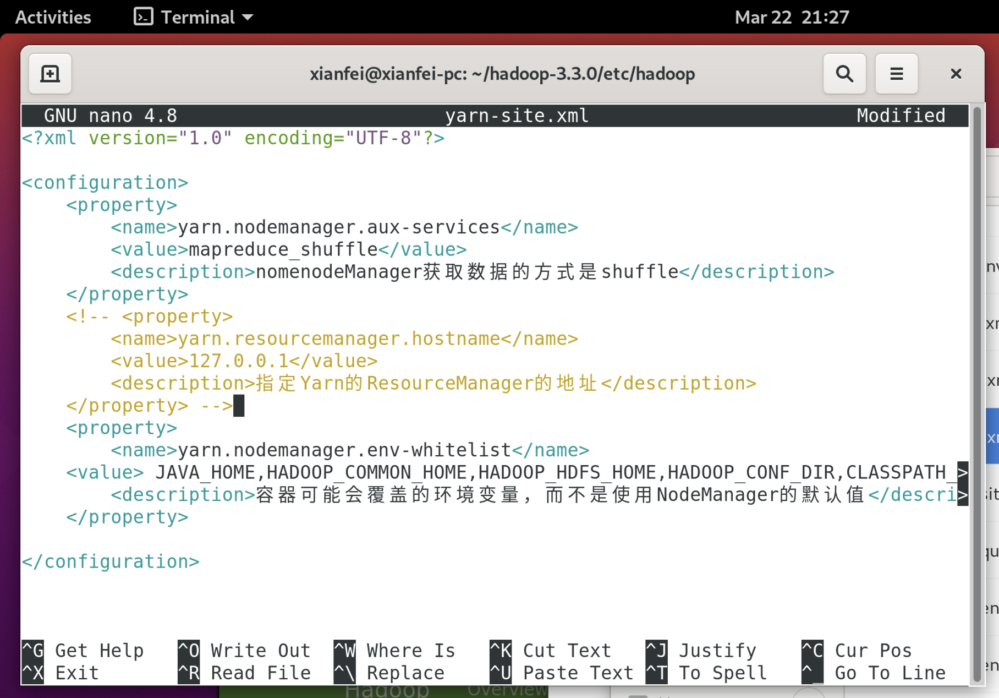 Activities Terminal Mar 22 21:27
xianfei@xianfei-pc: ~/hadoop-3.3.0/etc/hadoop
GNU nano 4.8 yarn-site.xml Modified
<?xml version="1.0" encoding="UTF-8"?>
<configuration>
<property>
<name>yarn.nodemanager.aux-services</name>
<value>mapreduce_shuffle</value>
<description>nomenodeManager获取数据的方式是shuffle</description>
</property>
<!-- <property>
<name>yarn.resourcemanager.hostname</name>
<value>127.0.0.1</value>
<description>指定Yarn的ResourceManager的地址</description>
</property> -->
<property>
<name>yarn.nodemanager.env-whitelist</name>
<value> JAVA_HOME,HADOOP_COMMON_HOME,HADOOP_HDFS_HOME,HADOOP_CONF_DIR,CLASSPATH_>
<description>容器可能会覆盖的环境变量，而不是使用NodeManager的默认值</descri>
</property>
</configuration>
^G Get Help ^O Write Out ^W Where Is ^K Cut Text ^J Justify ^C Cur Pos
^X Exit ^R Read File ^\ Replace ^U Paste Text ^T To Spell ^_ Go To Line
Hadoop Overview